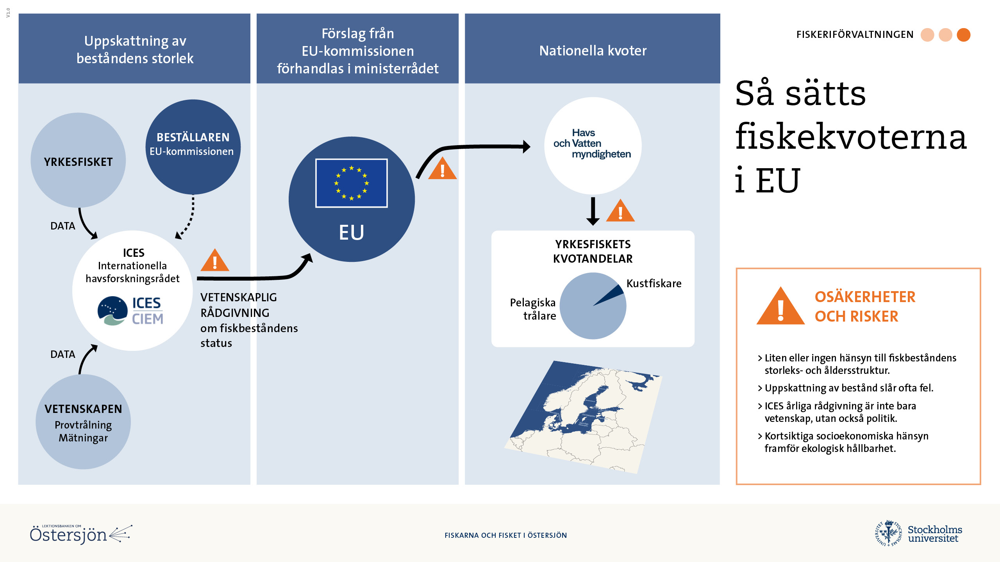 V1.0
Uppskattning av
beståndens storlek
Förslag från
EU-kommissionen
förhandlas i ministerrådet
Nationella kvoter
FISKERIFÖRVALTNINGEN
Så sätts
fiskekvoterna
i EU
YRKESFISKET
BESTÄLLAREN
EU-kommissionen
DATA
ICES
Internationella
havsforskningsrådet
ICES
CIEM
DATA
VETENSKAPEN
Provtrålning
Mätningar
VETENSKAPLIG
RÅDGIVNING
om fiskbeståndens
status
EU
Havs
och Vatten
myndigheten
YRKESFISKETS
KVOTANDELAR
Kustfiskare
Pelagiska
trålare
ÖSTERSJÖN
OSÄKERHETER
OCH RISKER
> Liten eller ingen hänsyn till fiskbeståndens
storleks- och åldersstruktur.
> Uppskattning av bestånd slår ofta fel.
> ICES årliga rådgivning är inte bara
vetenskap, utan också politik.
> Kortsiktiga socioekonomiska hänsyn
framför ekologisk hållbarhet.
LEKTIONSBANKEN OM
Östersjön
FISKARNA OCH FISKET I ÖSTERSJÖN
STOCKHOLMS UNIVERSITET
Stockholms
universitet